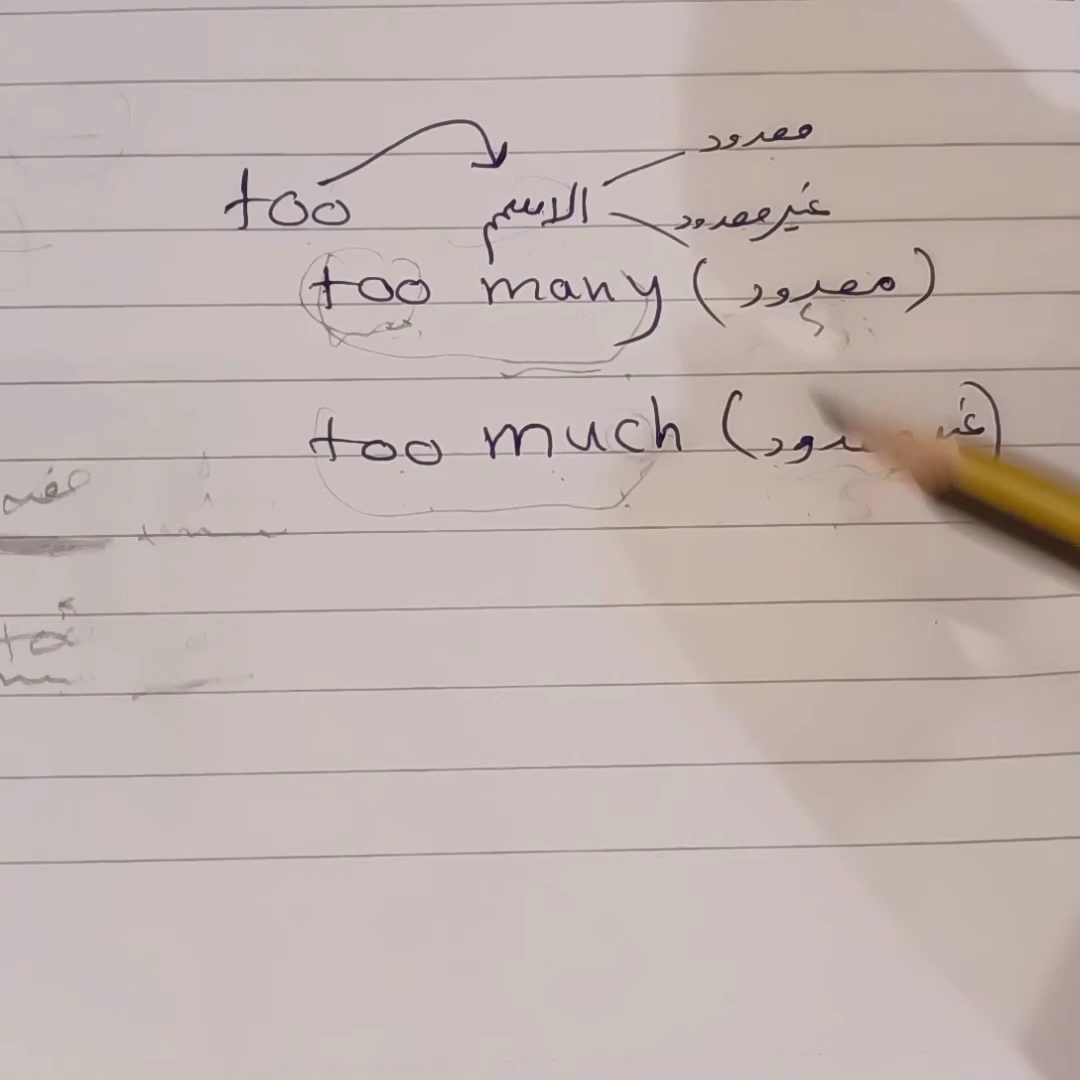 معدود
too الاسم
غير معدود
too many (معدود)
too much (غير معدود)